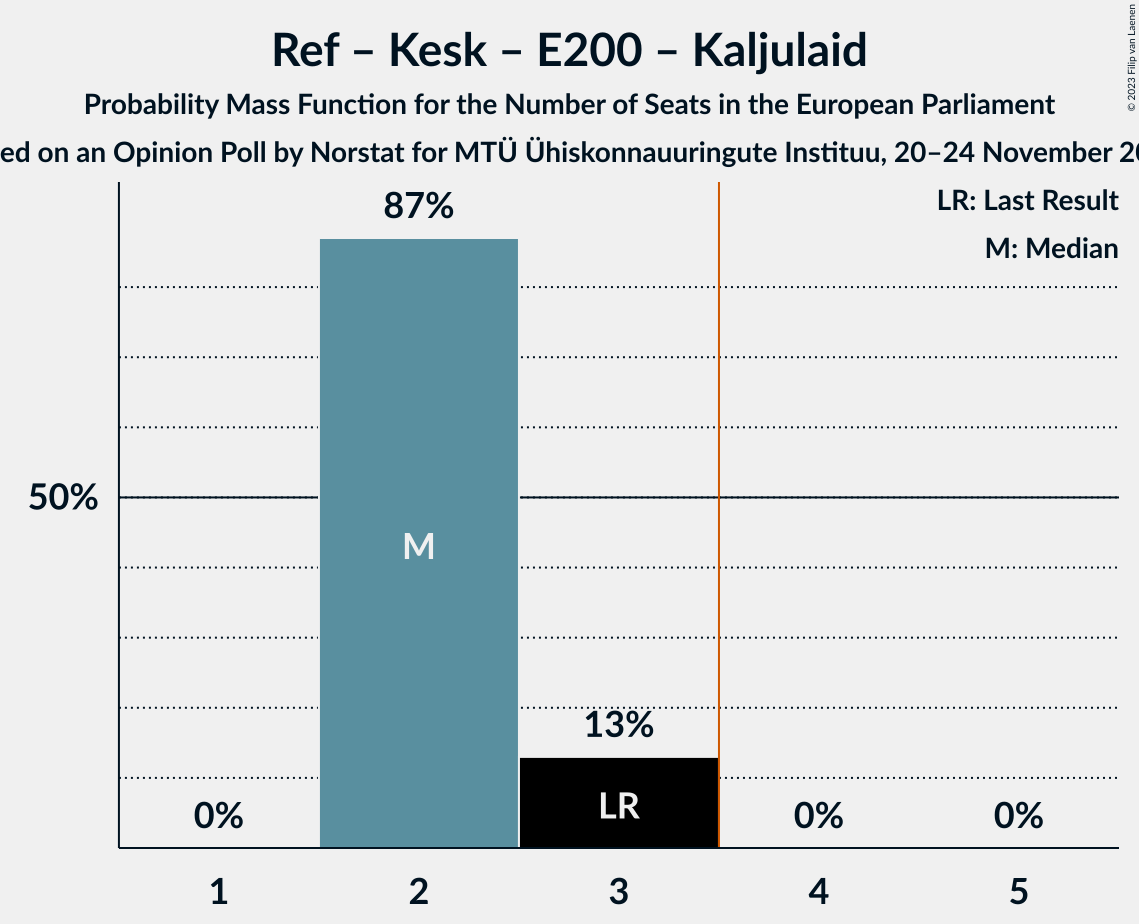 Ref – Kesk – E200 – Kaljulaid
Probability Mass Function for the Number of Seats in the European Parliament
ed on an Opinion Poll by Norstat for MTÜ Ühiskonnauuringute Instituu, 20–24 November 20
© 2023 Filip van Laenen
LR: Last Result
M: Median
87%
50%
M
13%
LR
0%
0%
0%
1
2
3
4
5